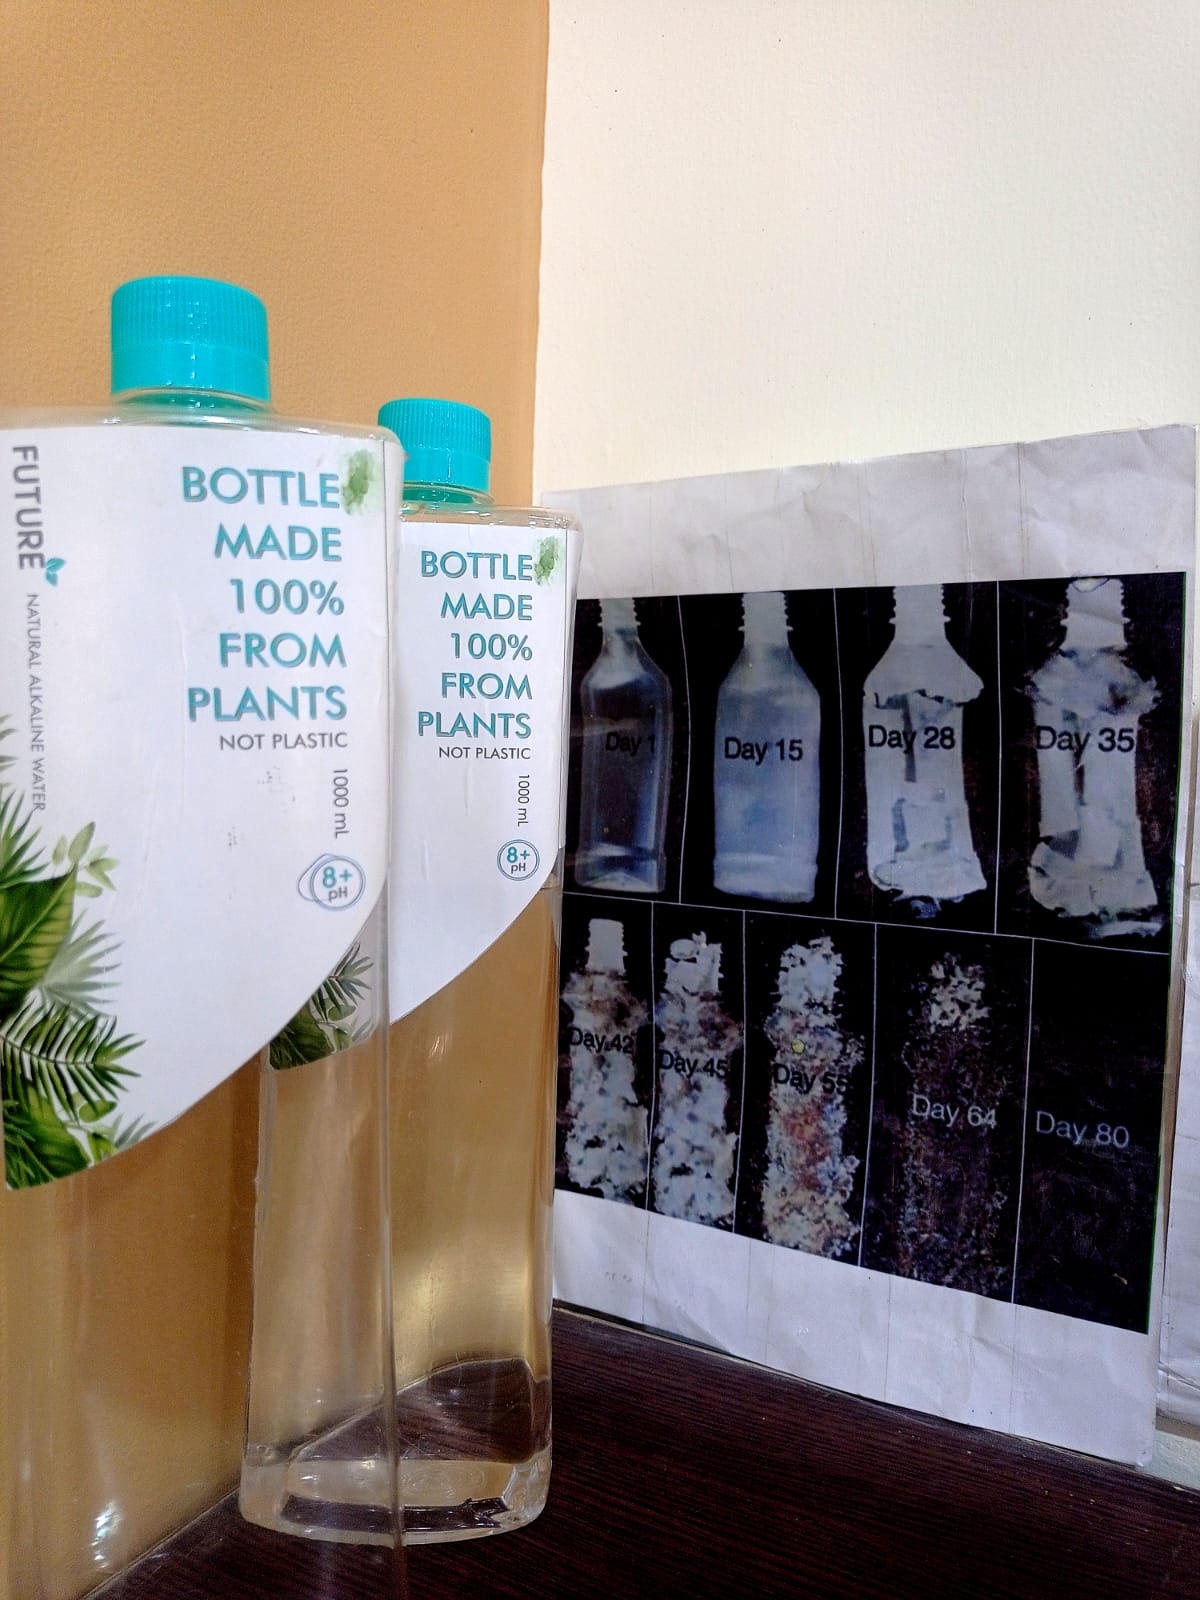 FUTURE
NATURAL ALKALINE WATER
BOTTLE
MADE
100%
FROM
PLANTS
NOT PLASTIC
1000 mL
8+
pH
BOTTLE
MADE
100%
FROM
PLANTS
NOT PLASTIC
1000 mL
8+
pH
Day 1
Day 15
Day 28
Day 35
Day 42
Day 45
Day 55
Day 64
Day 80